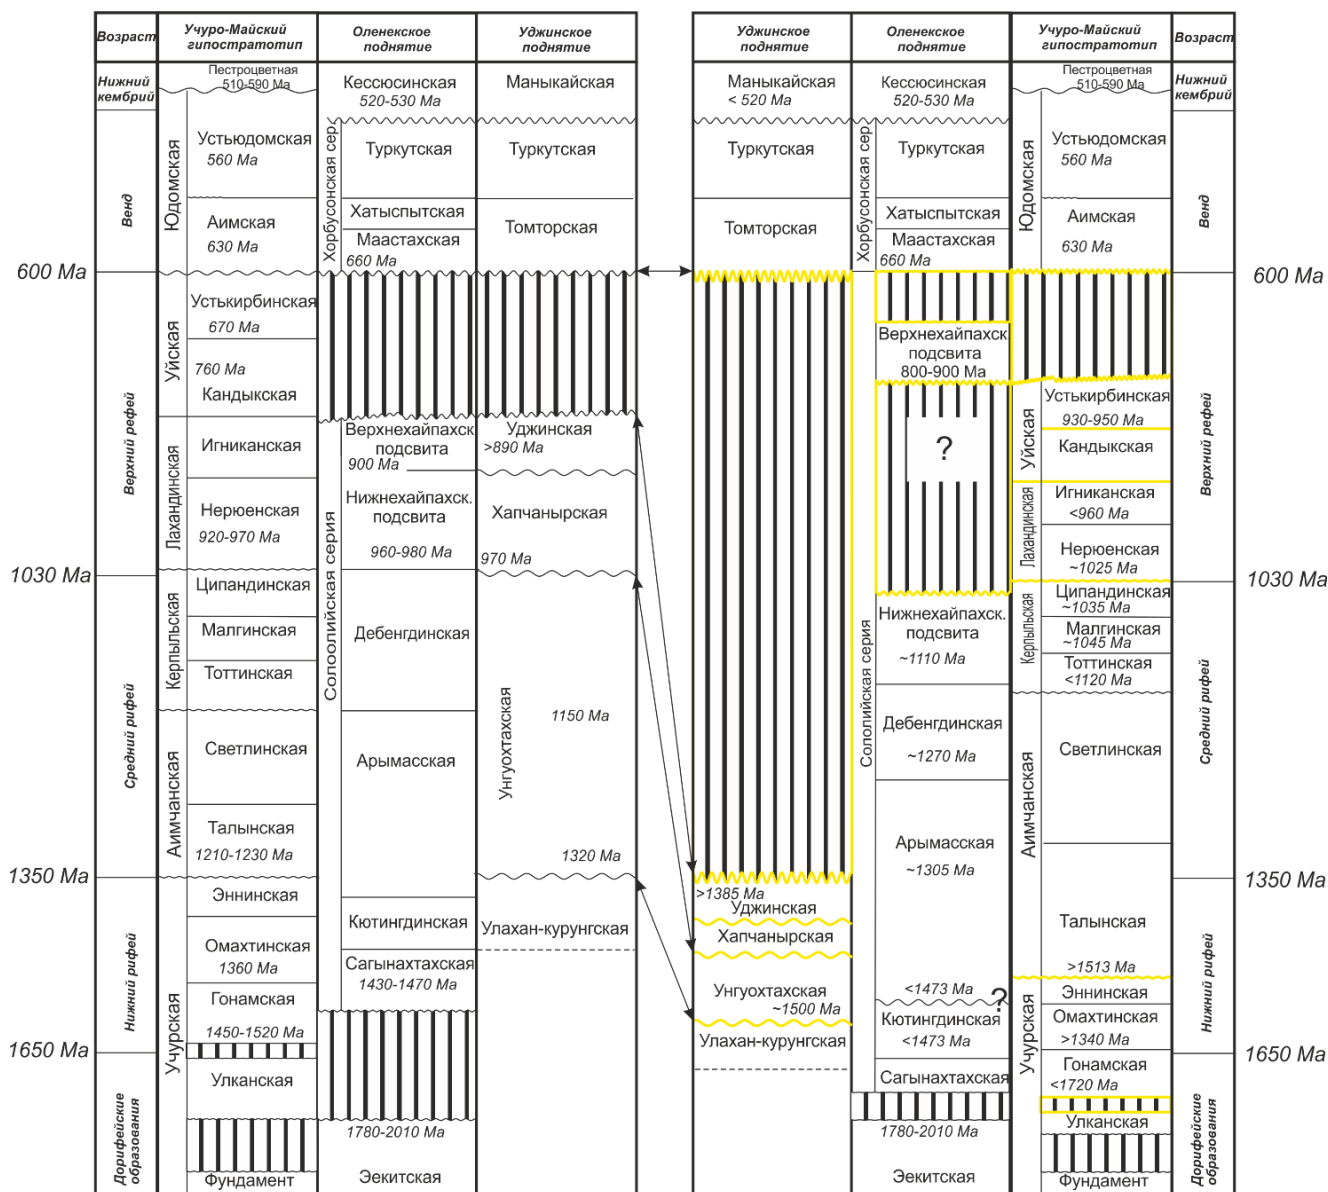 Возраст
Учуро-Майский
гипостратотип
Оленекское
поднятие
Уджинское
поднятие
Нижний
кембрий
Венд
Верхний рифей
Средний рифей
Нижний рифей
Дорифейские
образования
600 Ma
1030 Ma
1350 Ma
1650 Ma
Пестроцветная
510-590 Ma
Юдомская
Устьюдомская
560 Ma
Аимская
630 Ma
Уйская
Устькирбинская
670 Ma
760 Ma
Кандыкская
Лахандинская
Игниканская
Нерюенская
920-970 Ma
Керпыльская
Ципандинская
Малгинская
Тоттинская
Аимчанская
Светлинская
Талынская
1210-1230 Ma
Учурская
Эннинская
Омахтинская
1360 Ma
Гонамская
1450-1520 Ma
Улканская
Фундамент
Кессюсинская
520-530 Ma
Хорбусонская сер.
Туркутская
Хатыспытская
Маастахская
660 Ma
Солоолийская серия
Верхнехайпахск.
подсвита
900 Ma
Нижнехайпахск.
подсвита
960-980 Ma
Дебенгдинская
Арымасская
Кютингдинская
Сагынахтахская
1430-1470 Ma
1780-2010 Ma
Эекитская
Маныкайская
Туркутская
Томторская
Уджинская
>890 Ma
Хапчанырская
970 Ma
Унгуохтахская
1150 Ma
1320 Ma
Улахан-курунгская
Уджинское
поднятие
Оленекское
поднятие
Учуро-Майский
гипостратотип
Возраст
Маныкайская
< 520 Ma
Туркутская
Томторская
>1385 Ma
Уджинская
Хапчанырская
Унгуохтахская
~1500 Ma
Улахан-курунгская
Кессюсинская
520-530 Ma
Хорбусонская сер.
Туркутская
Хатыспытская
Маастахская
660 Ma
Верхнехайпахск.
подсвита
800-900 Ma
?
Сололийская серия
Нижнехайпахск.
подсвита
~1110 Ma
Дебенгдинская
~1270 Ma
Арымасская
~1305 Ma
<1473 Ma
?
Кютингдинская
<1473 Ma
Сагынахтахская
1780-2010 Ma
Эекитская
Пестроцветная
510-590 Ma
Юдомская
Устьюдомская
560 Ma
Аимская
630 Ma
Уйская
Устькирбинская
930-950 Ma
Кандыкская
Лахандинская
Игниканская
<960 Ma
Нерюенская
~1025 Ma
Керпыльская
Ципандинская
~1035 Ma
Малгинская
~1045 Ma
Тоттинская
<1120 Ma
Аимчанская
Светлинская
Талынская
>1513 Ma
Учурская
Эннинская
Омахтинская
>1340 Ma
Гонамская
<1720 Ma
Улканская
Фундамент
Нижний
кембрий
Венд
Верхний рифей
Средний рифей
Нижний рифей
Дорифейские
образования
600 Ma
1030 Ma
1350 Ma
1650 Ma